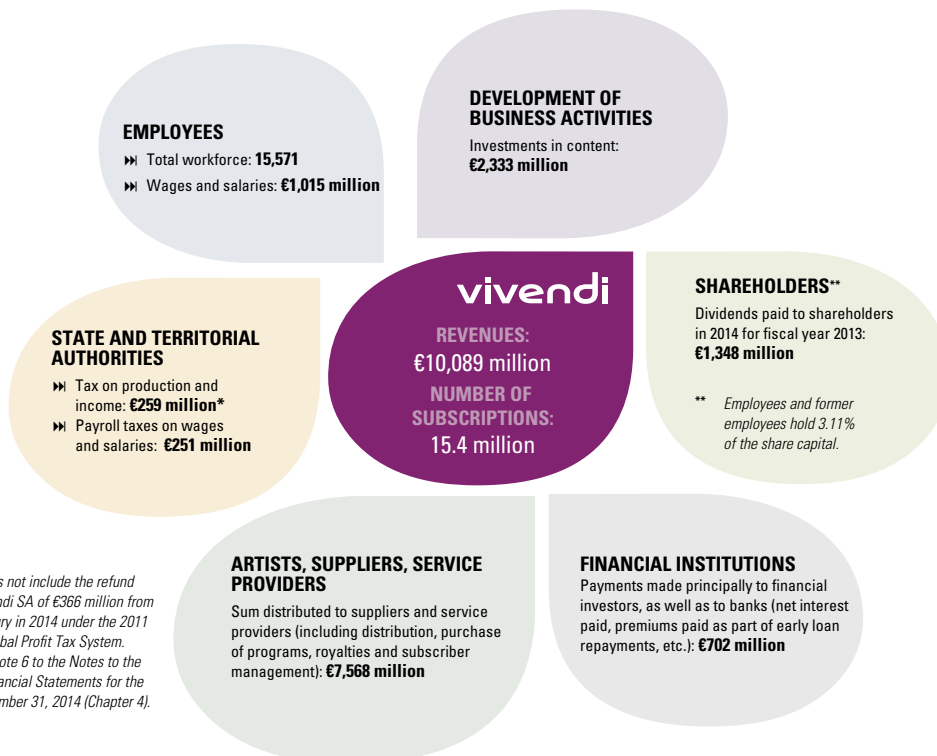 EMPLOYEES
Total workforce: 15,571
Wages and salaries: €1,015 million
DEVELOPMENT OF
BUSINESS ACTIVITIES
Investments in content:
€2,333 million
vivendi
REVENUES:
€10,089 million
NUMBER OF
SUBSCRIPTIONS:
15.4 million
SHAREHOLDERS**
Dividends paid to shareholders
in 2014 for fiscal year 2013:
€1,348 million
** Employees and former
employees hold 3.11%
of the share capital.
STATE AND TERRITORIAL
AUTHORITIES
Tax on production and
income: €259 million*
Payroll taxes on wages
and salaries: €251 million
ARTISTS, SUPPLIERS, SERVICE
PROVIDERS
Sum distributed to suppliers and service
providers (including distribution, purchase
of programs, royalties and subscriber
management): €7,568 million
FINANCIAL INSTITUTIONS
Payments made principally to financial
investors, as well as to banks (net interest
paid, premiums paid as part of early loan
repayments, etc.): €702 million
not include the refund
SA of €366 million from
in 2014 under the 2011
Profit Tax System.
6 to the Notes to the
Statements for the
31, 2014 (Chapter 4).